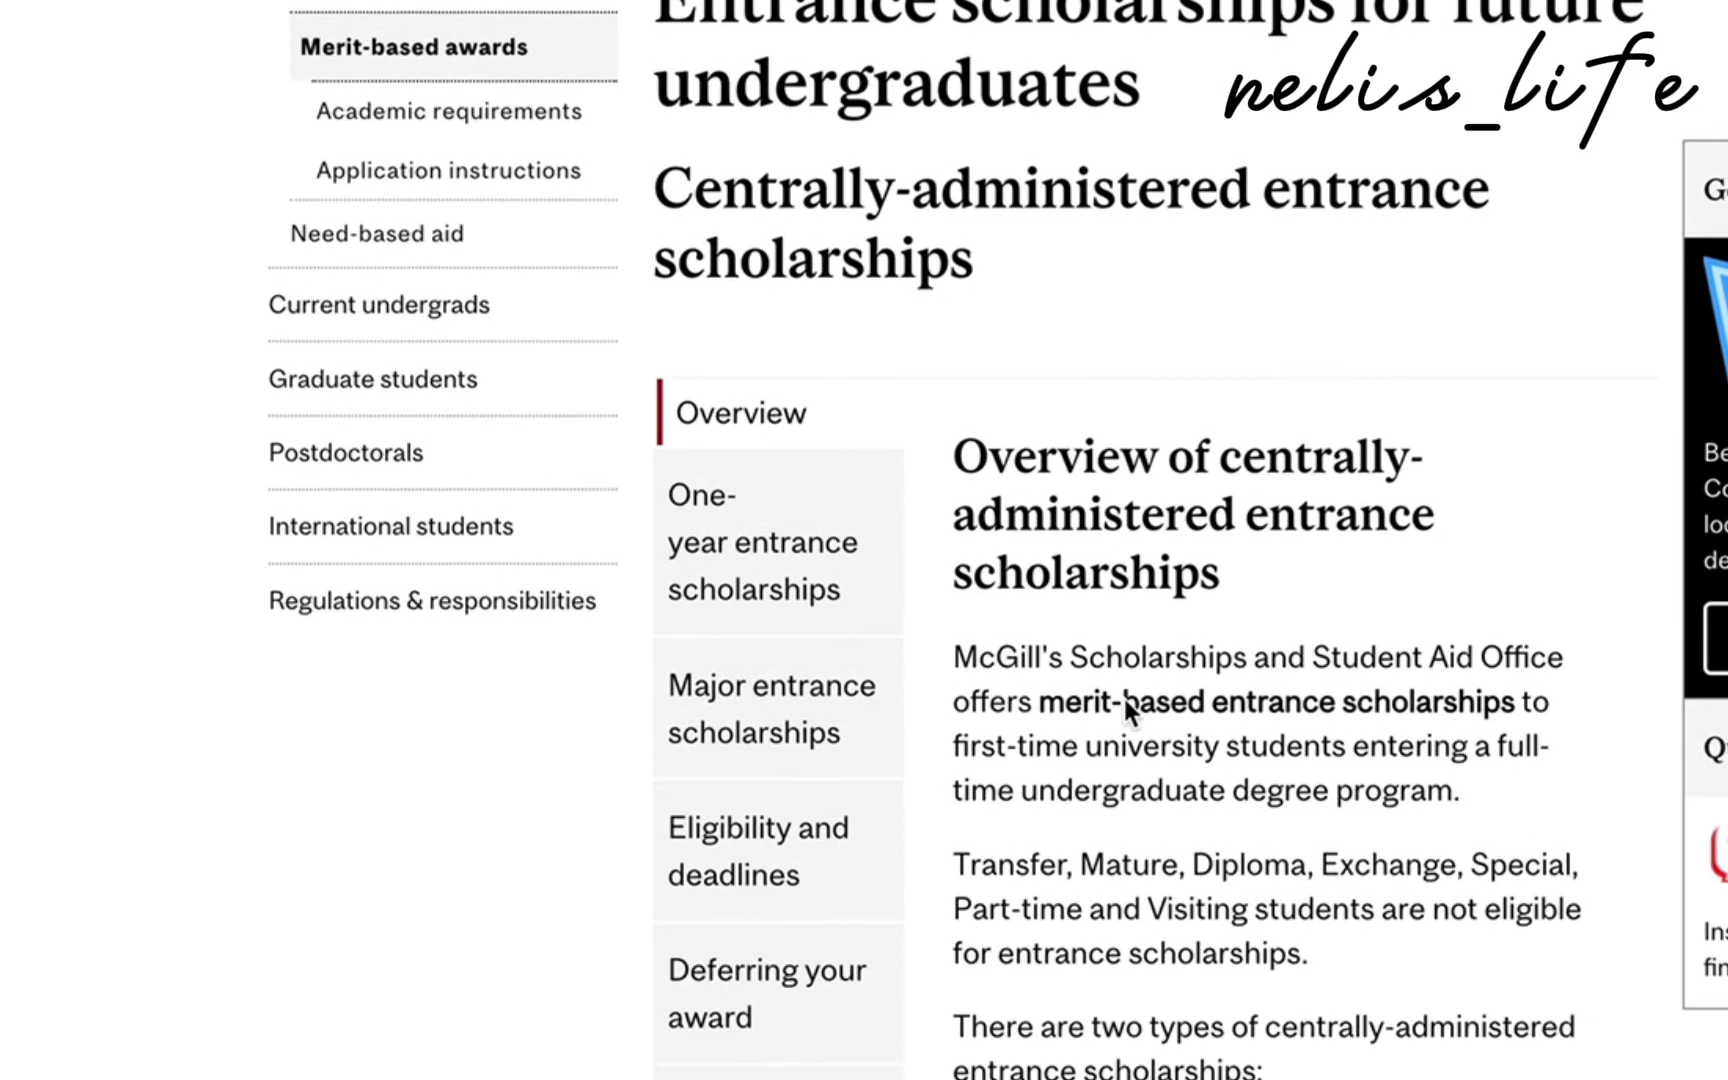 Merit-based awards
Academic requirements
Application instructions
Need-based aid
Current undergrads
Graduate students
Postdoctorals
International students
Regulations & responsibilities
Entrance scholarships for future
undergraduates
nelis_life
Centrally-administered entrance
scholarships
Overview
One-
year entrance
scholarships
Major entrance
scholarships
Eligibility and
deadlines
Deferring your
award
Overview of centrally-
administered entrance
scholarships
McGill's Scholarships and Student Aid Office
offers merit-based entrance scholarships to
first-time university students entering a full-
time undergraduate degree program.
Transfer, Mature, Diploma, Exchange, Special,
Part-time and Visiting students are not eligible
for entrance scholarships.
There are two types of centrally-administered
entrance scholarships: